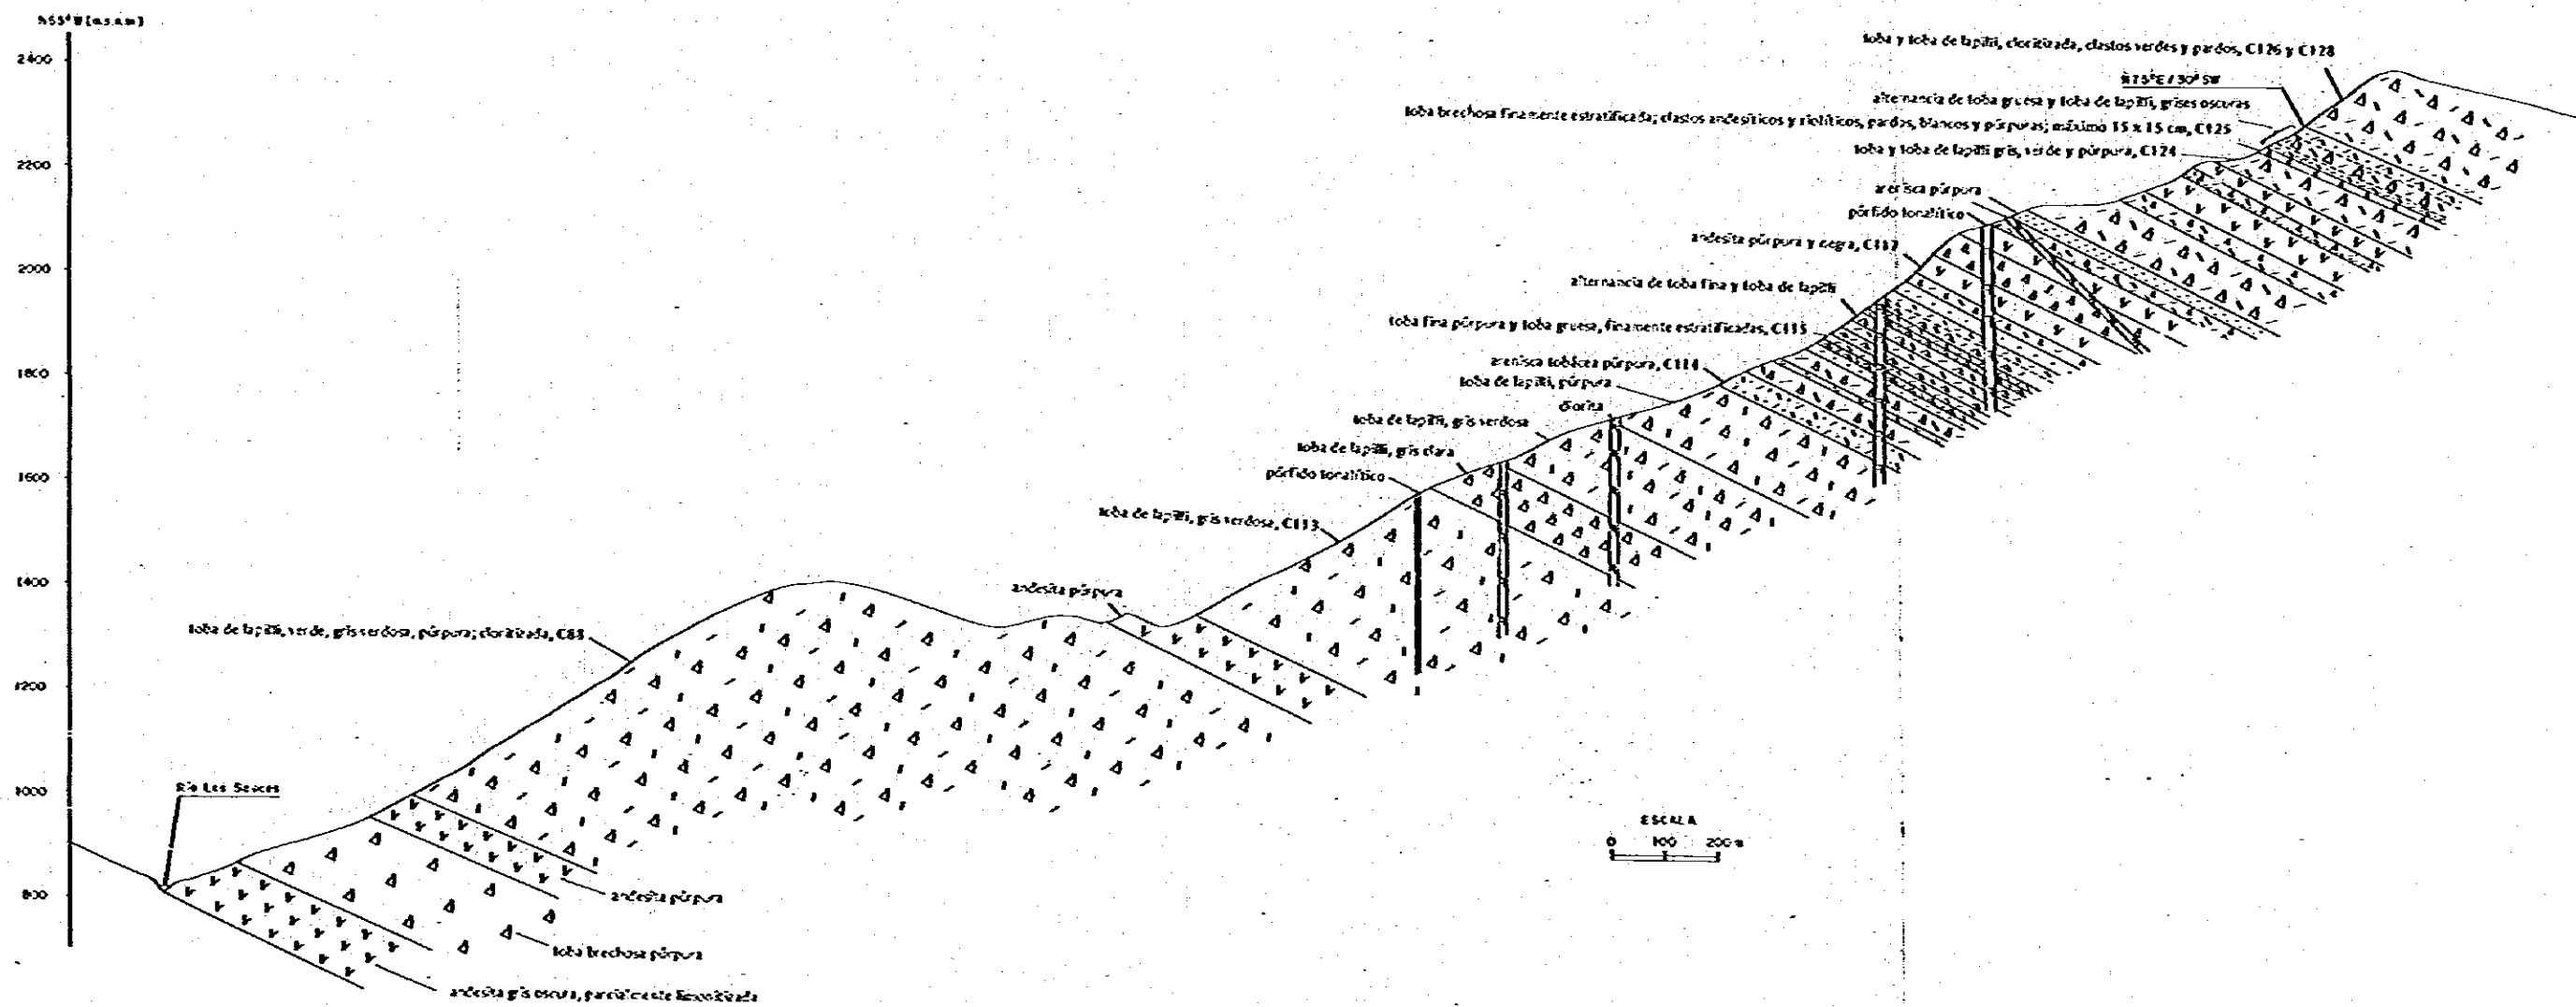 N55°W (m.s.n.m)
2400
2200
2000
1800
1600
1400
1200
1000
800
toba y toba de lapilli, cloritizada, clastos verdes y pardos, C126 y C128
N75°E / 30° SW
alternancia de toba gruesa y toba de lapilli, grises oscuras
toba brechosa finamente estratificada; clastos andesíticos y riolíticos, pardos, blancos y púrpuras; máximo 15 x 15 cm, C125
toba y toba de lapilli gris, verde y púrpura, C124
arenisca púrpura
pórfido tonalítico
andesita púrpura y negra, C117
alternancia de toba fina y toba de lapilli
toba fina púrpura y toba gruesa, finamente estratificadas, C115
arenisca tobácea púrpura, C114
toba de lapilli, púrpura
diorita
toba de lapilli, gris verdosa
toba de lapilli, gris clara
pórfido tonalítico
toba de lapilli, gris verdosa, C113
andesita púrpura
toba de lapilli, verde, gris verdosa, púrpura; cloritizada, C88
Río Los Sauces
ESCALA
0 100 200 m
andesita púrpura
toba brechosa púrpura
andesita gris oscura, parcialmente limonitizada